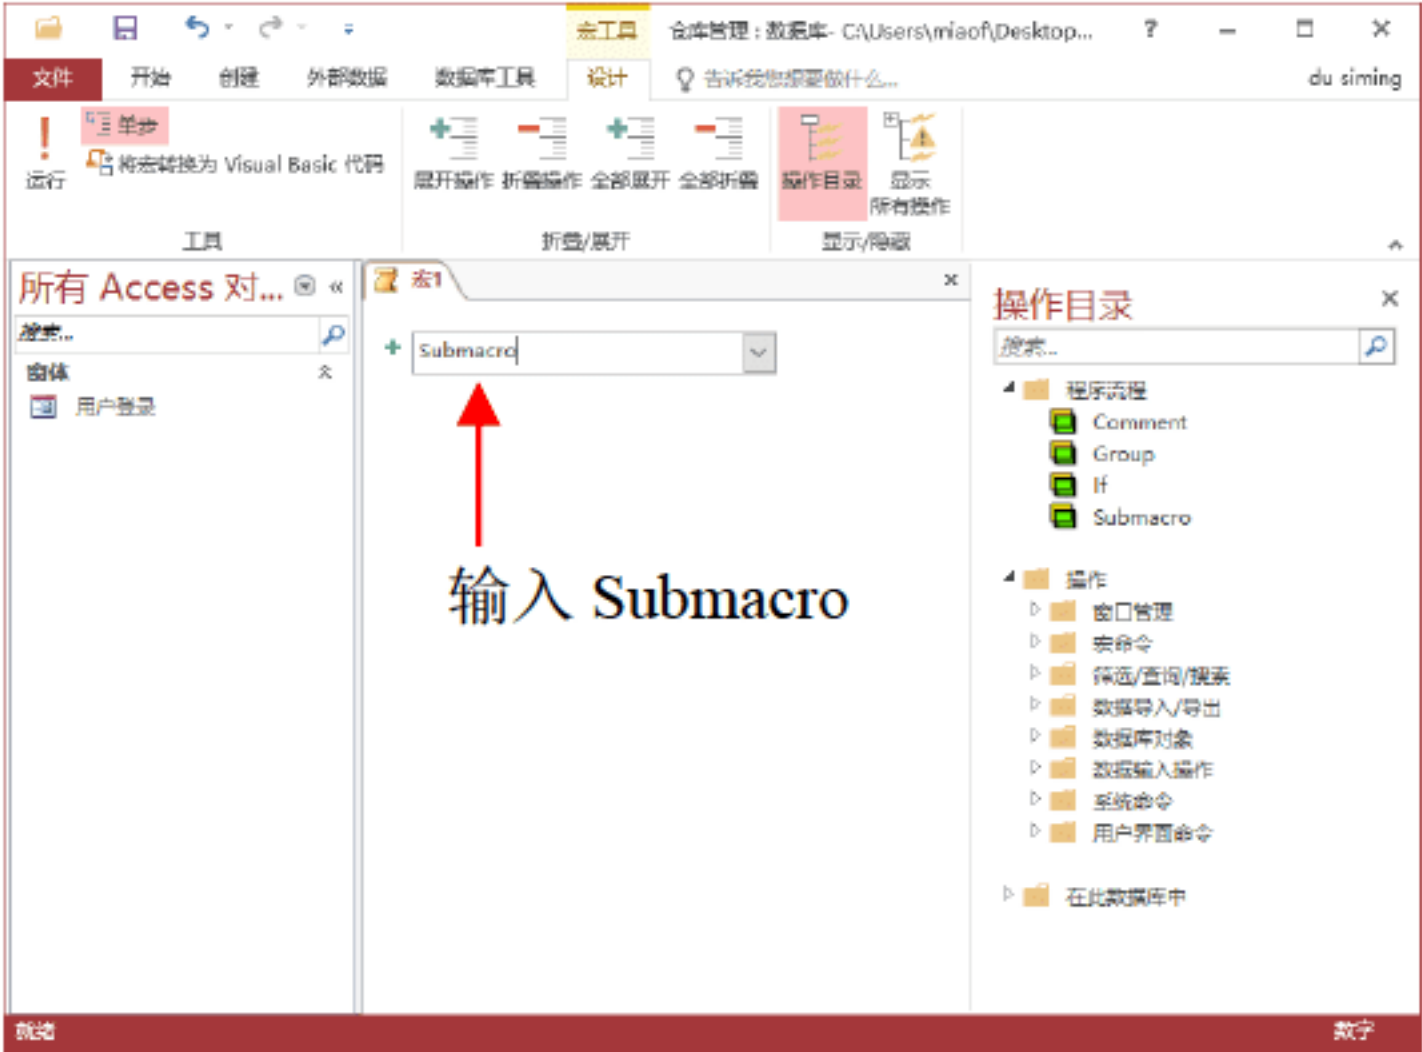 宏工具
仓库管理 : 数据库- C:\Users\miaof\Desktop...
?
文件
开始
创建
外部数据
数据库工具
设计
告诉我您想要做什么...
du siming
运行
单步
将宏转换为 Visual Basic 代码
工具
展开操作
折叠操作
全部展开
全部折叠
折叠/展开
操作目录
显示
所有操作
显示/隐藏
所有 Access 对...
搜索...
窗体
用户登录
宏1
Submacro
输入 Submacro
操作目录
搜索...
程序流程
Comment
Group
If
Submacro
操作
窗口管理
宏命令
筛选/查询/搜索
数据导入/导出
数据库对象
数据输入操作
系统命令
用户界面命令
在此数据库中
就绪
数字